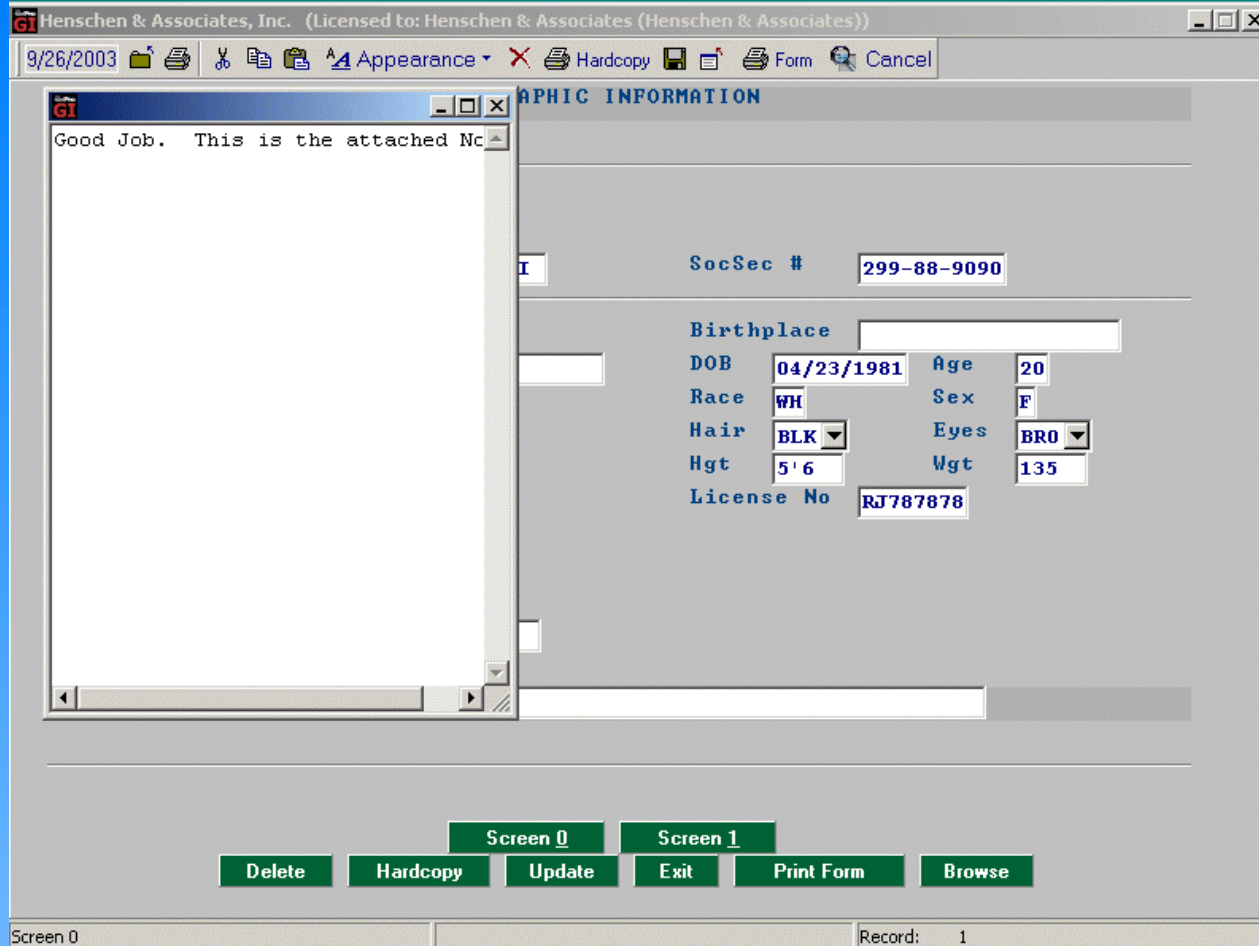 GI Henschen & Associates, Inc. (Licensed to: Henschen & Associates (Henschen & Associates))
9/26/2003 AA Appearance Hardcopy Form Cancel
GI
APHIC INFORMATION
Good Job. This is the attached No
I SocSec # 299-88-9090
Birthplace
DOB 04/23/1981 Age 20
Race WH Sex F
Hair BLK Eyes BRO
Hgt 5'6 Wgt 135
License No RJ787878
Screen 0 Screen 1
Delete Hardcopy Update Exit Print Form Browse
Screen 0 Record: 1